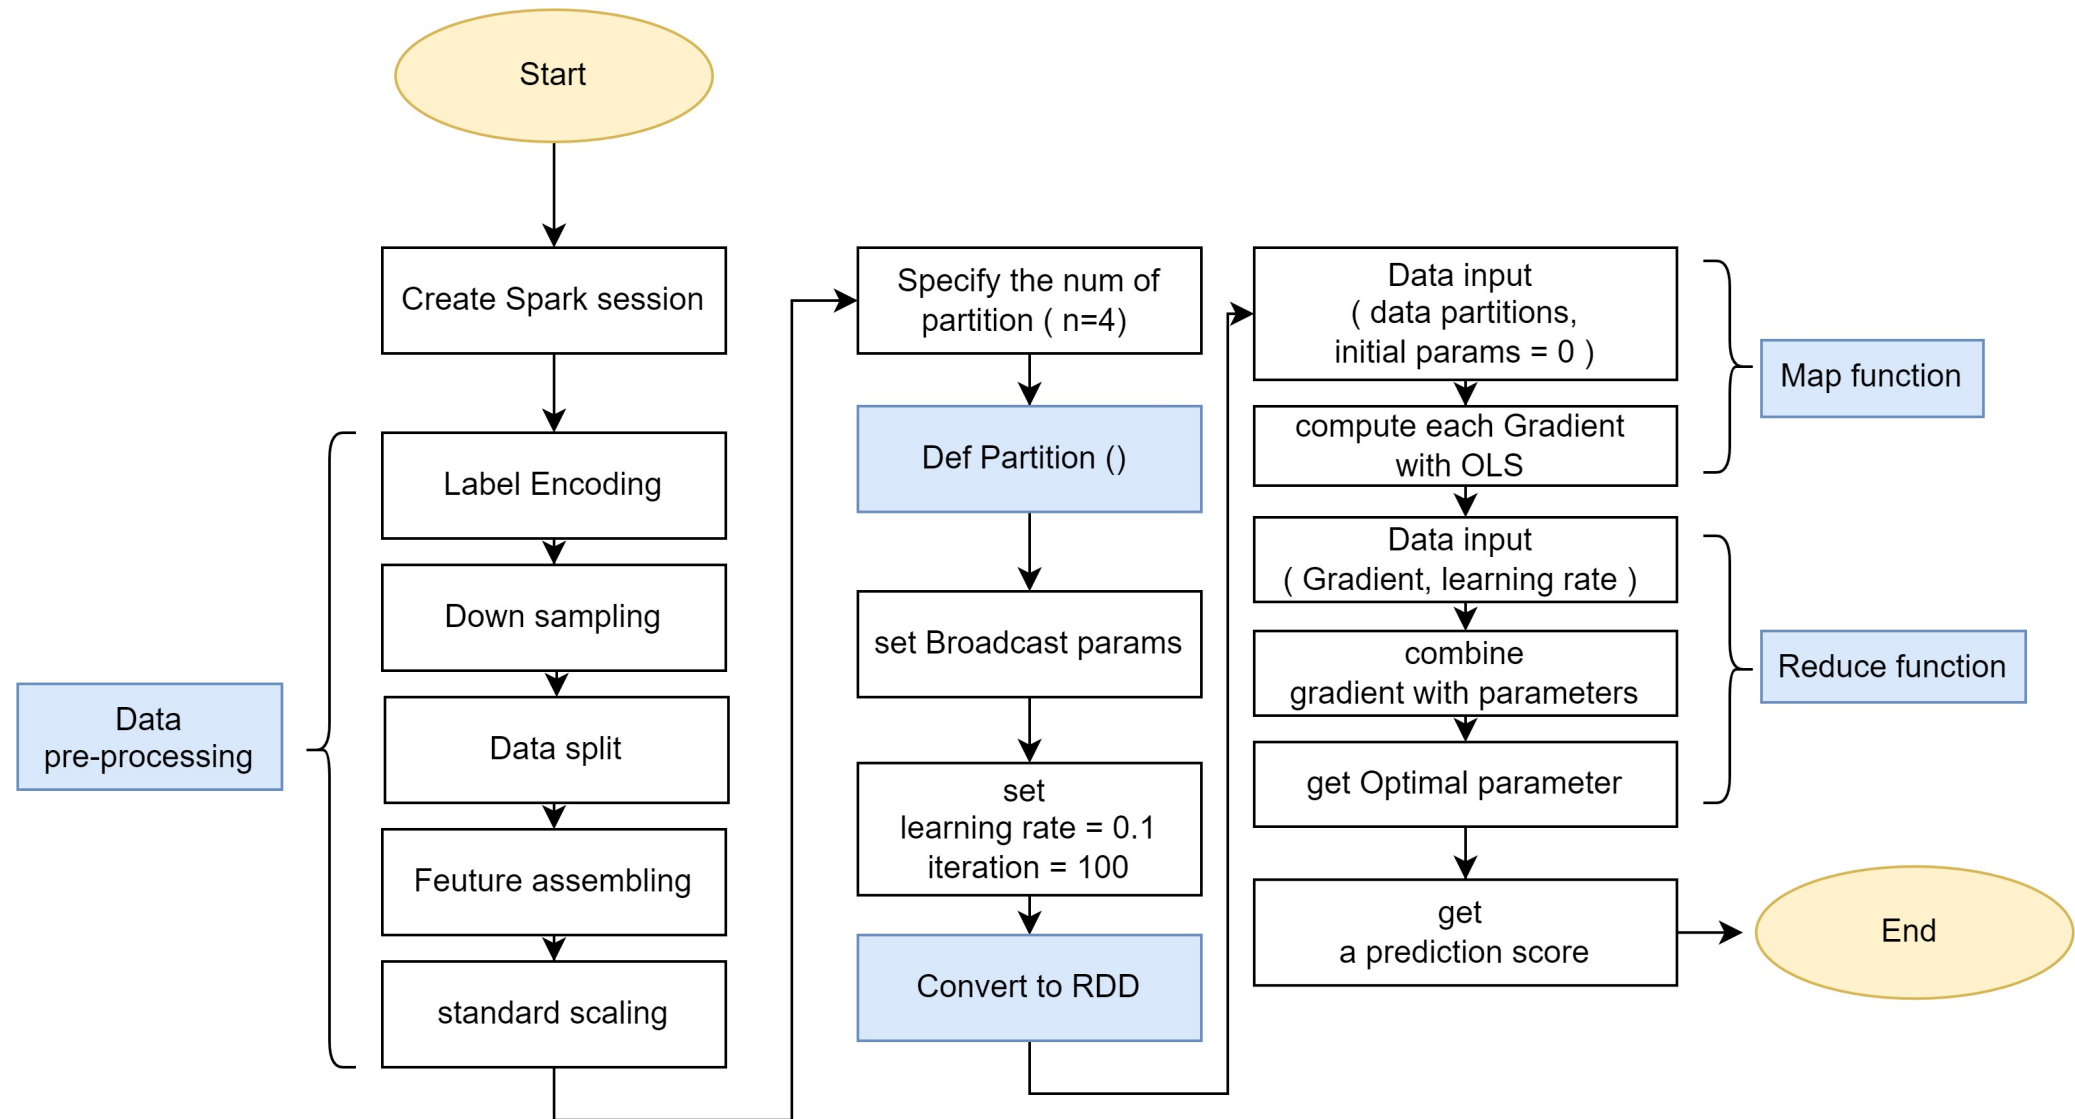 Start
Create Spark session
Data
pre-processing
Label Encoding
Down sampling
Data split
Feuture assembling
standard scaling
Specify the num of
partition ( n=4)
Def Partition ()
set Broadcast params
set
learning rate = 0.1
iteration = 100
Convert to RDD
Data input
( data partitions,
initial params = 0 )
compute each Gradient
with OLS
Map function
Data input
( Gradient, learning rate )
combine
gradient with parameters
get Optimal parameter
Reduce function
get
a prediction score
End